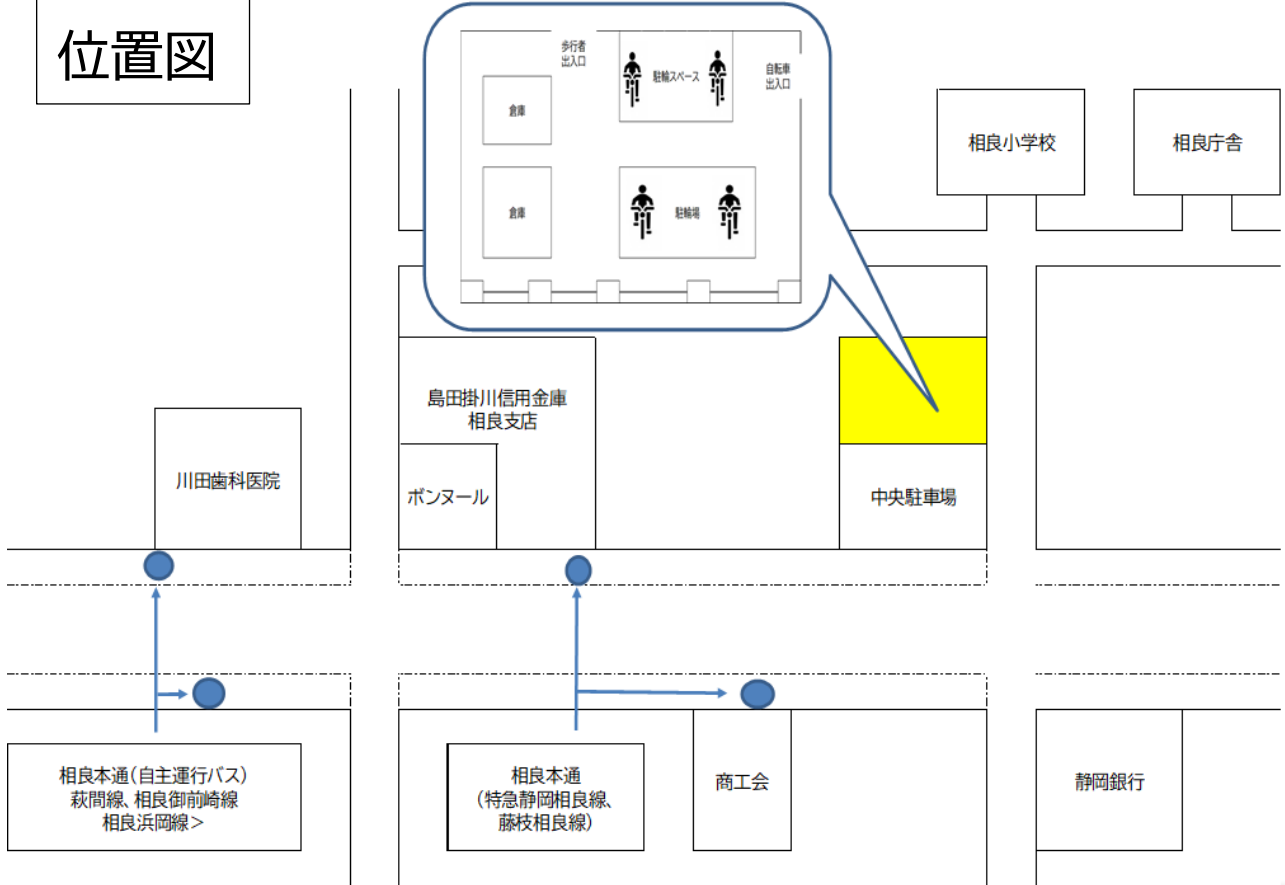 位置図
歩行者
出入口
駐輪スペース
自転車
出入口
倉庫
倉庫
駐輪場
相良小学校
相良庁舎
島田掛川信用金庫
相良支店
川田歯科医院
ボンヌール
中央駐車場
相良本通(自主運行バス)
萩間線、相良御前崎線
相良浜岡線>
相良本通
(特急静岡相良線、
藤枝相良線)
商工会
静岡銀行